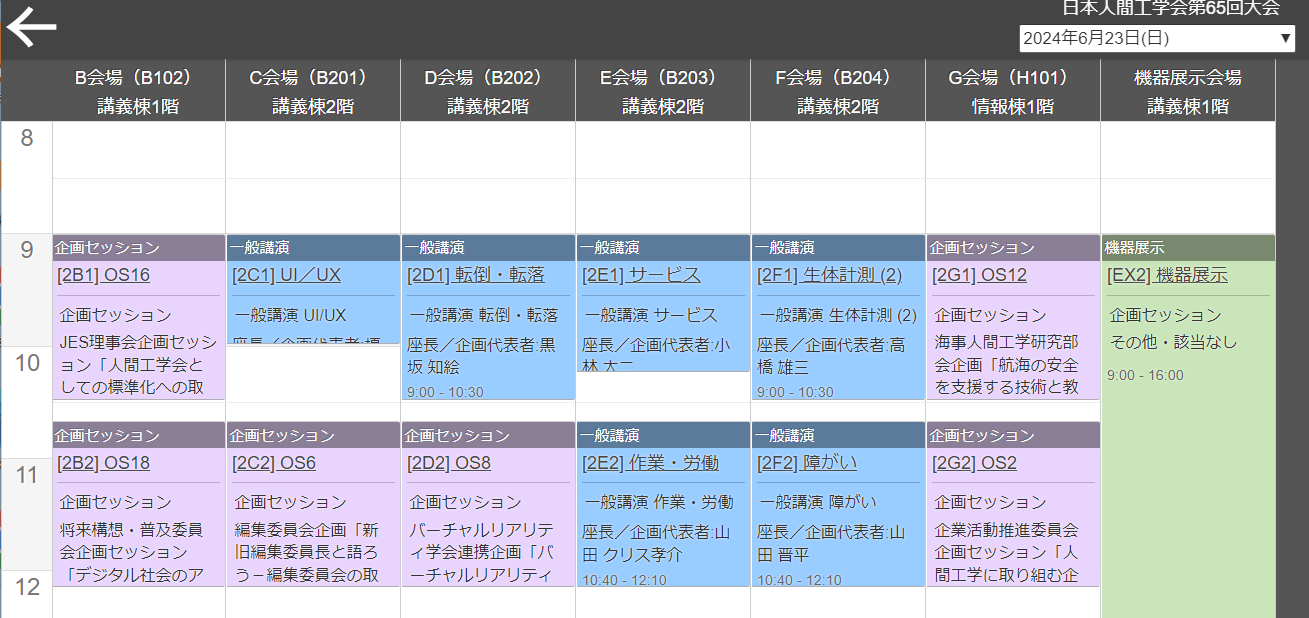 日本人間工学会第65回大会
2024年6月23日(日)
B会場（B102）
講義棟1階
C会場（B201）
講義棟2階
D会場（B202）
講義棟2階
E会場（B203）
講義棟2階
F会場（B204）
講義棟2階
G会場（H101）
情報棟1階
機器展示会場
講義棟1階
8
9
企画セッション
[2B1] OS16
企画セッション
JES理事会企画セッシ
ョン「人間工学会と
しての標準化への取
一般講演
[2C1] UI／UX
一般講演 UI/UX
座長／企画代表者:
一般講演
[2D1] 転倒・転落
一般講演 転倒・転落
座長／企画代表者:黒
坂 知絵
9:00 - 10:30
一般講演
[2E1] サービス
一般講演 サービス
座長／企画代表者:小
林 大二
一般講演
[2F1] 生体計測 (2)
一般講演 生体計測 (2)
座長／企画代表者:高
橋 雄三
9:00 - 10:30
企画セッション
[2G1] OS12
企画セッション
海事人間工学研究部
会企画「航海の安全
を支援する技術と教
機器展示
[EX2] 機器展示
企画セッション
その他・該当なし
9:00 - 16:00
10
企画セッション
[2B2] OS18
企画セッション
将来構想・普及委員
会企画セッション
「デジタル社会のア
企画セッション
[2C2] OS6
企画セッション
編集委員会企画「新
旧編集委員長と語ろ
う－編集委員会の取
企画セッション
[2D2] OS8
企画セッション
バーチャルリアリテ
ィ学会連携企画「バ
ーチャルリアリティ
一般講演
[2E2] 作業・労働
一般講演 作業・労働
座長／企画代表者:山
田 クリス孝介
10:40 - 12:10
一般講演
[2F2] 障がい
一般講演 障がい
座長／企画代表者:山
田 晋平
10:40 - 12:10
企画セッション
[2G2] OS2
企画セッション
企業活動推進委員会
企画セッション「人
間工学に取り組む企
11
12